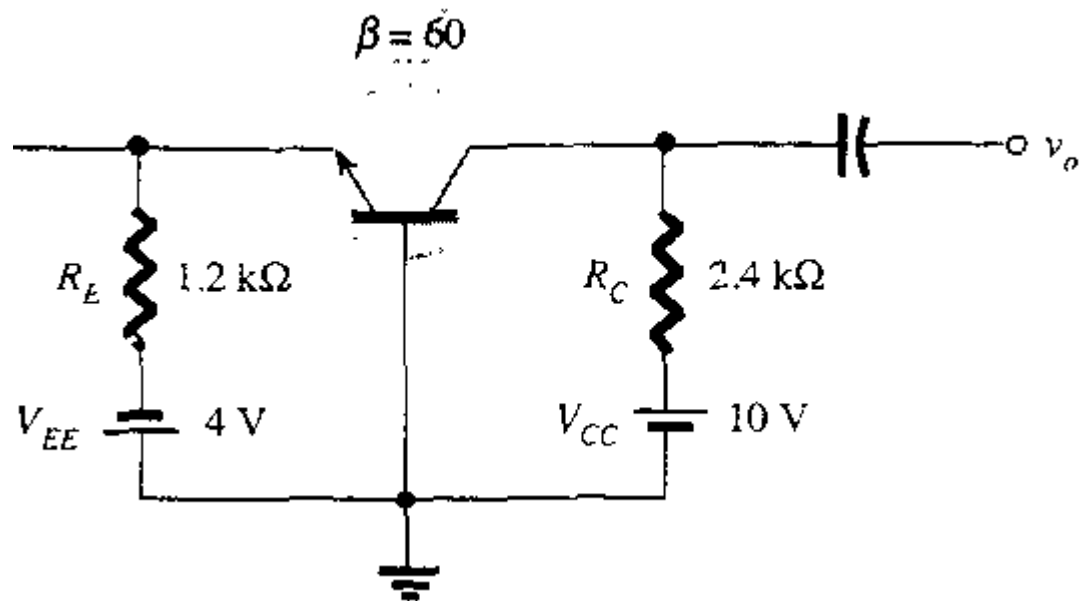 β = 60
v_o
R_E 1.2 kΩ
R_C 2.4 kΩ
V_EE 4 V
V_CC 10 V